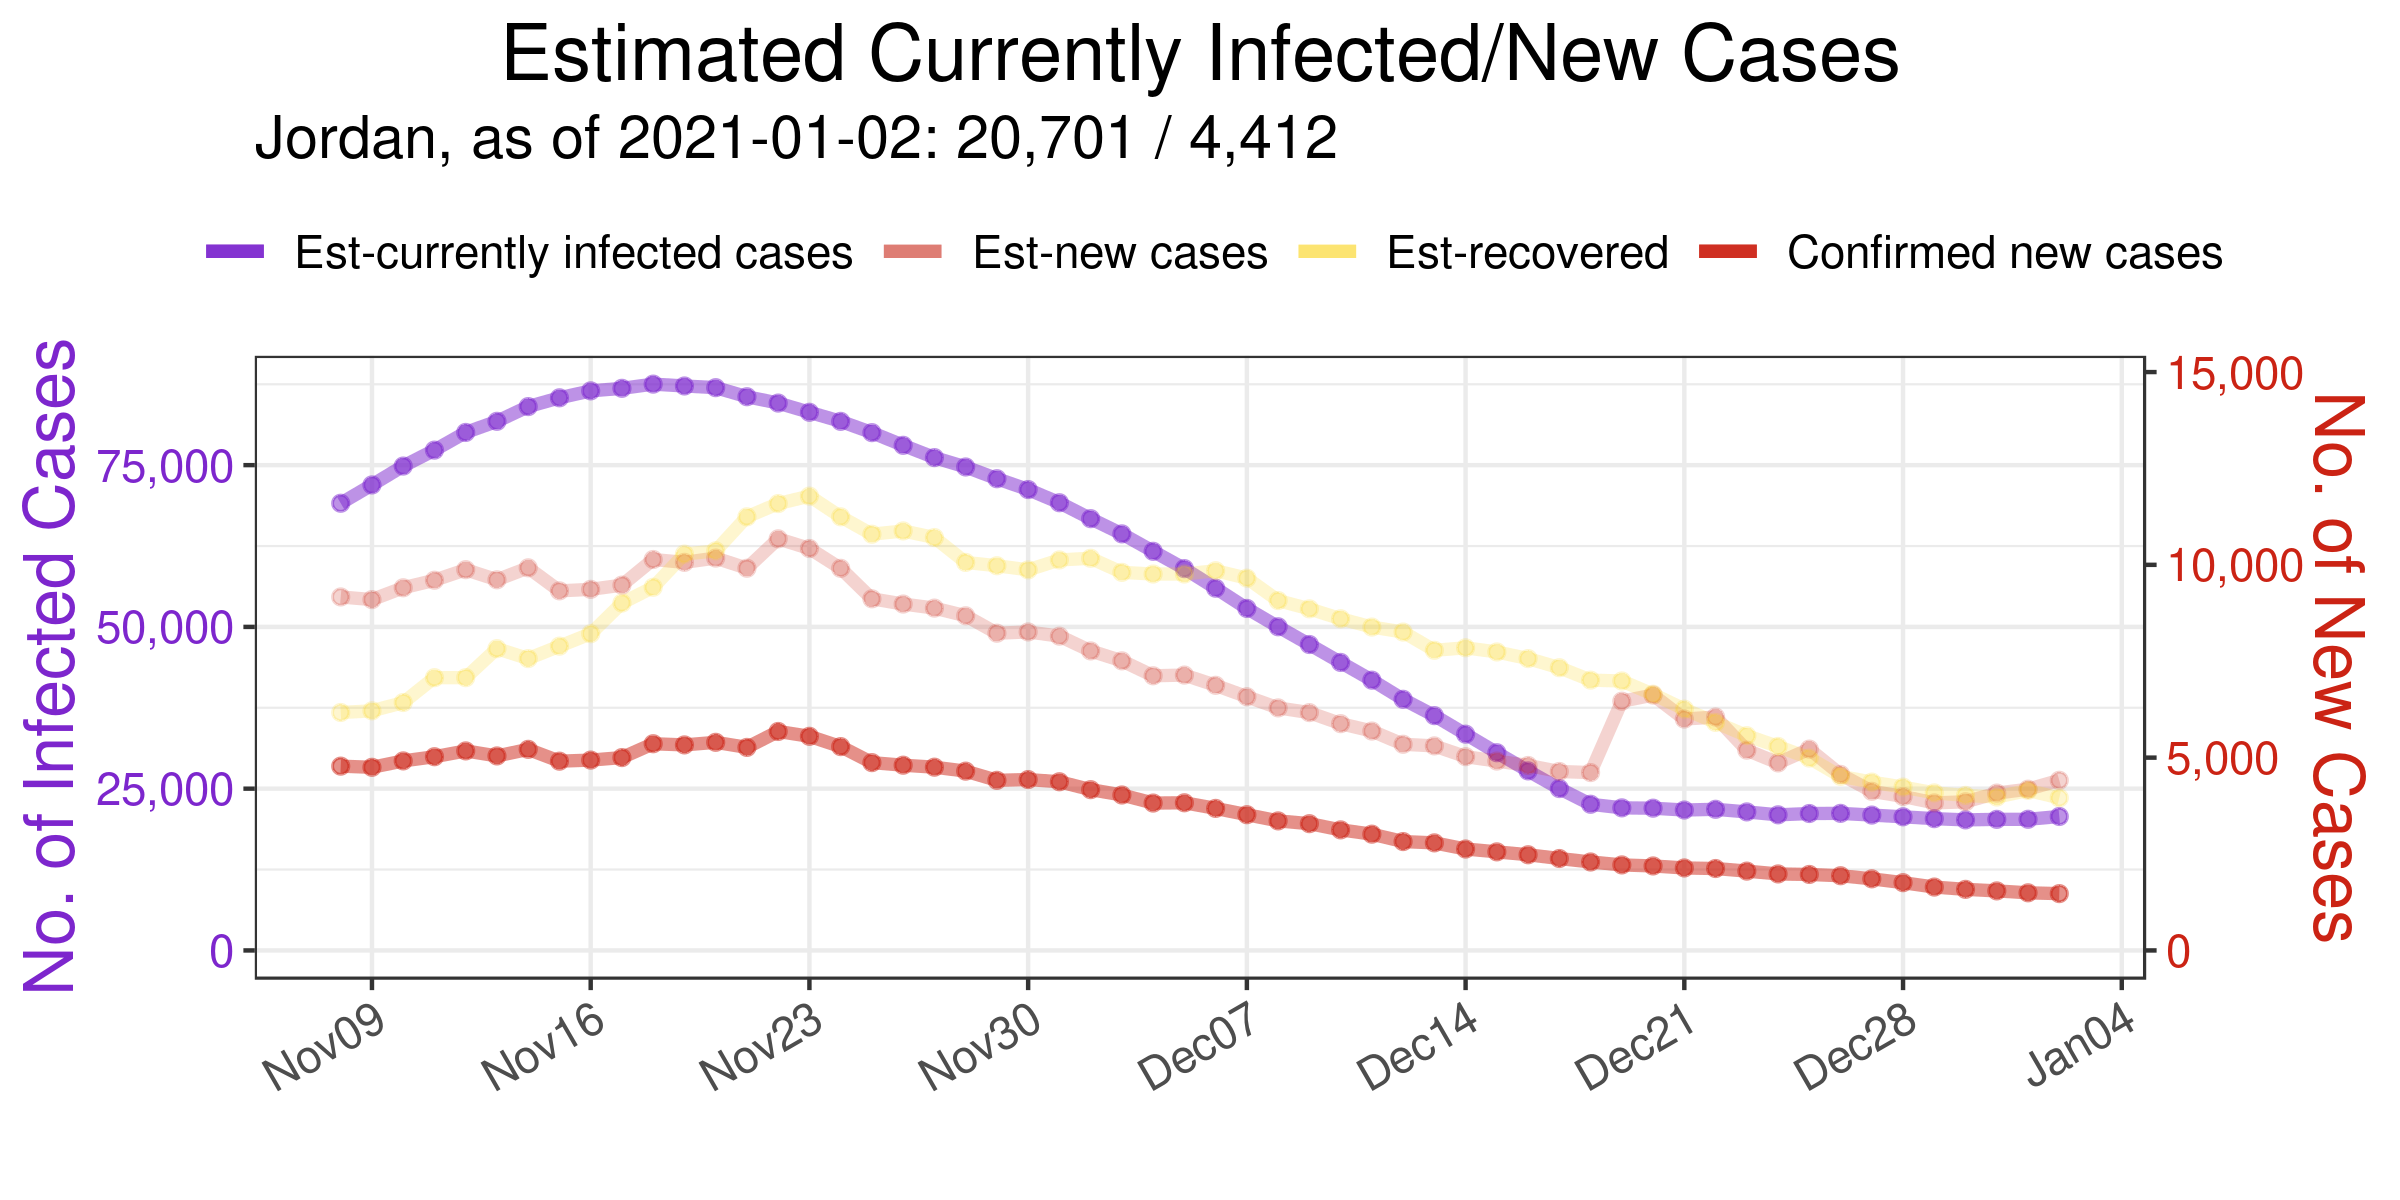 Estimated Currently Infected/New Cases
Jordan, as of 2021-01-02: 20,701 / 4,412
Est-currently infected cases Est-new cases Est-recovered Confirmed new cases
No. of Infected Cases
75,000
50,000
25,000
0
15,000
10,000
5,000
0
No. of New Cases
Nov09 Nov16 Nov23 Nov30 Dec07 Dec14 Dec21 Dec28 Jan04